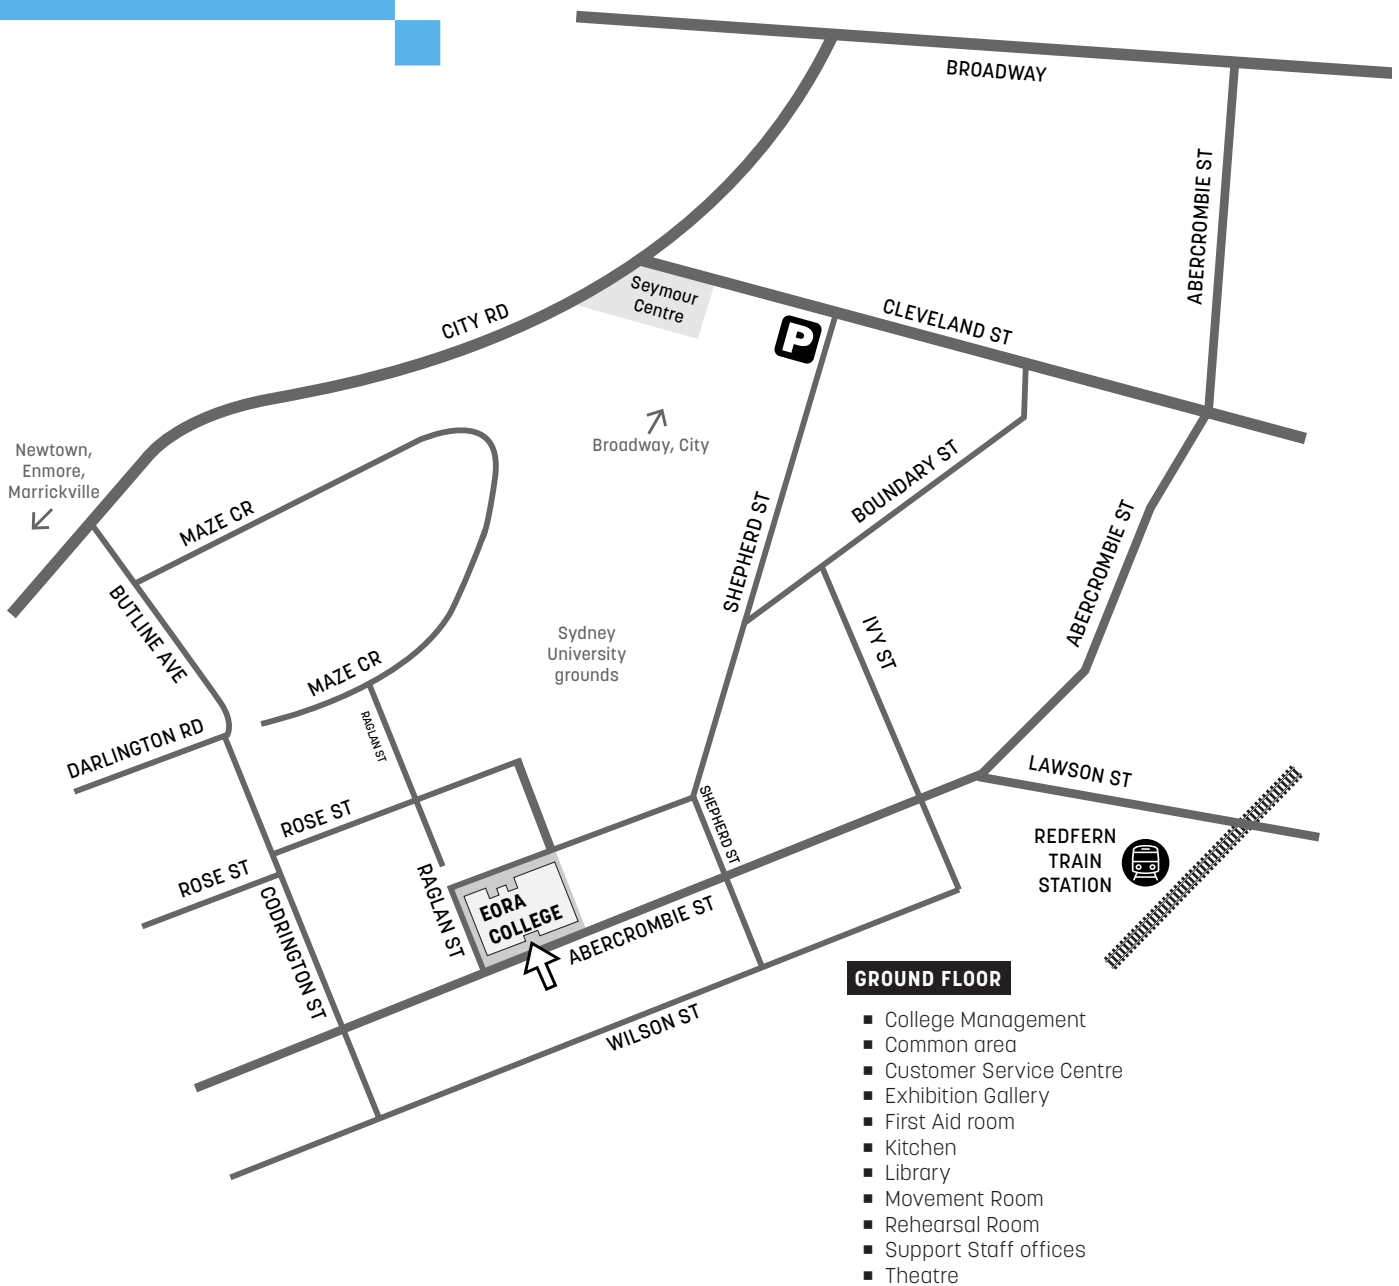 BROADWAY
ABERCROMBIE ST
Seymour
Centre
CITY RD
P
CLEVELAND ST
Newtown,
Enmore,
Marrickville
Broadway, City
MAZE CR
BOUNDARY ST
SHEPHERD ST
ABERCROMBIE ST
BUTLINE AVE
Sydney
University
grounds
IVY ST
MAZE CR
RAGLAN ST
DARLINGTON RD
LAWSON ST
ROSE ST
SHEPHERD ST
REDFERN
TRAIN
STATION
ROSE ST
CODRINGTON ST
RAGLAN ST
EORA
COLLEGE
ABERCROMBIE ST
WILSON ST
GROUND FLOOR
▪ College Management
▪ Common area
▪ Customer Service Centre
▪ Exhibition Gallery
▪ First Aid room
▪ Kitchen
▪ Library
▪ Movement Room
▪ Rehearsal Room
▪ Support Staff offices
▪ Theatre